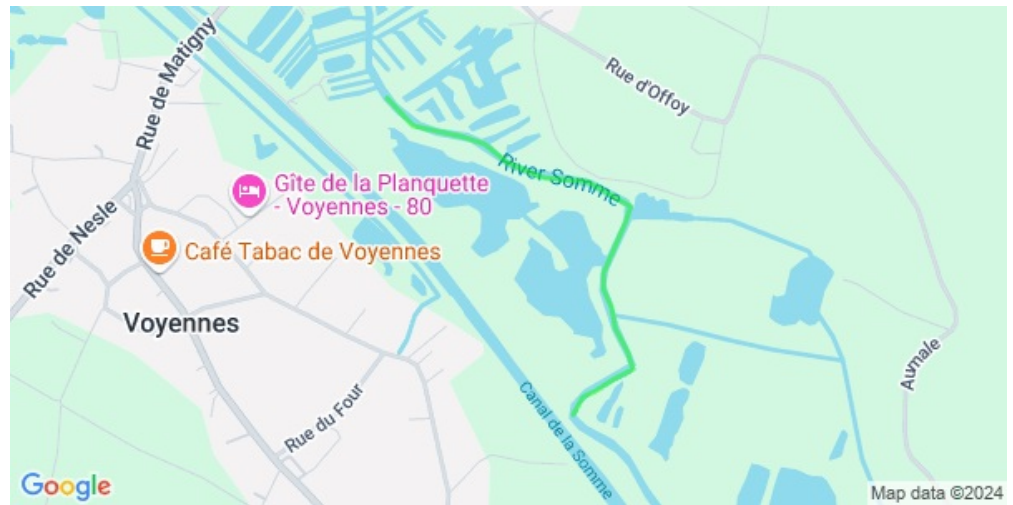 Rue de Matigny
Rue d'Offoy
River Somme
Gîte de la Planquette
- Voyennes - 80
Rue de Nesle
Café Tabac de Voyennes
Voyennes
Aumale
Rue du Four
Canal de la Somme
Google
Map data ©2024